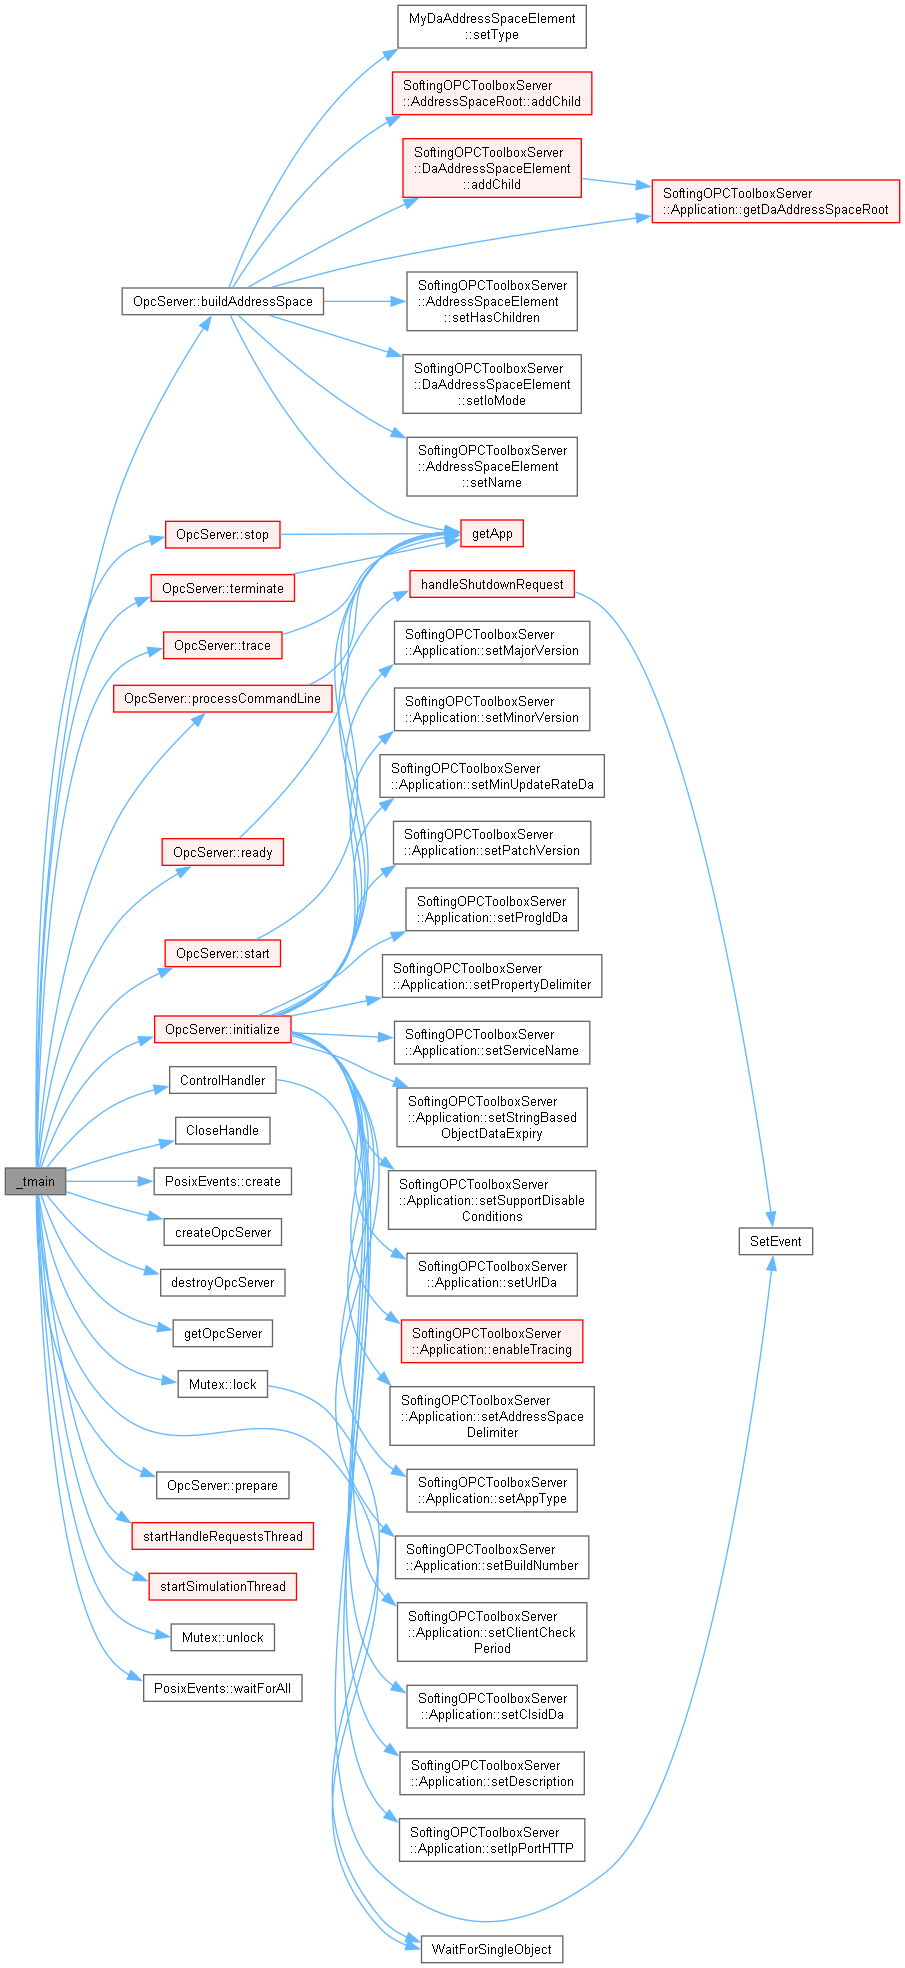 MyDaAddressSpaceElement
::setType
SoftingOPCToolboxServer
::AddressSpaceRoot::addChild
SoftingOPCToolboxServer
::DaAddressSpaceElement
::addChild
SoftingOPCToolboxServer
::Application::getDaAddressSpaceRoot
OpcServer::buildAddressSpace
SoftingOPCToolboxServer
::AddressSpaceElement
::setHasChildren
SoftingOPCToolboxServer
::DaAddressSpaceElement
::setIoMode
SoftingOPCToolboxServer
::AddressSpaceElement
::setName
OpcServer::stop
getApp
OpcServer::terminate
handleShutdownRequest
OpcServer::trace
SoftingOPCToolboxServer
::Application::setMajorVersion
OpcServer::processCommandLine
SoftingOPCToolboxServer
::Application::setMinorVersion
SoftingOPCToolboxServer
::Application::setMinUpdateRateDa
OpcServer::ready
SoftingOPCToolboxServer
::Application::setPatchVersion
SoftingOPCToolboxServer
::Application::setProgIdDa
OpcServer::start
SoftingOPCToolboxServer
::Application::setPropertyDelimiter
OpcServer::initialize
SoftingOPCToolboxServer
::Application::setServiceName
ControlHandler
SoftingOPCToolboxServer
::Application::setStringBased
ObjectDataExpiry
CloseHandle
_tmain
PosixEvents::create
SoftingOPCToolboxServer
::Application::setSupportDisable
Conditions
createOpcServer
SetEvent
destroyOpcServer
SoftingOPCToolboxServer
::Application::setUrlDa
getOpcServer
SoftingOPCToolboxServer
::Application::enableTracing
Mutex::lock
SoftingOPCToolboxServer
::Application::setAddressSpace
Delimiter
OpcServer::prepare
SoftingOPCToolboxServer
::Application::setAppType
startHandleRequestsThread
SoftingOPCToolboxServer
::Application::setBuildNumber
startSimulationThread
SoftingOPCToolboxServer
::Application::setClientCheck
Period
Mutex::unlock
PosixEvents::waitForAll
SoftingOPCToolboxServer
::Application::setClsidDa
SoftingOPCToolboxServer
::Application::setDescription
SoftingOPCToolboxServer
::Application::setIpPortHTTP
WaitForSingleObject